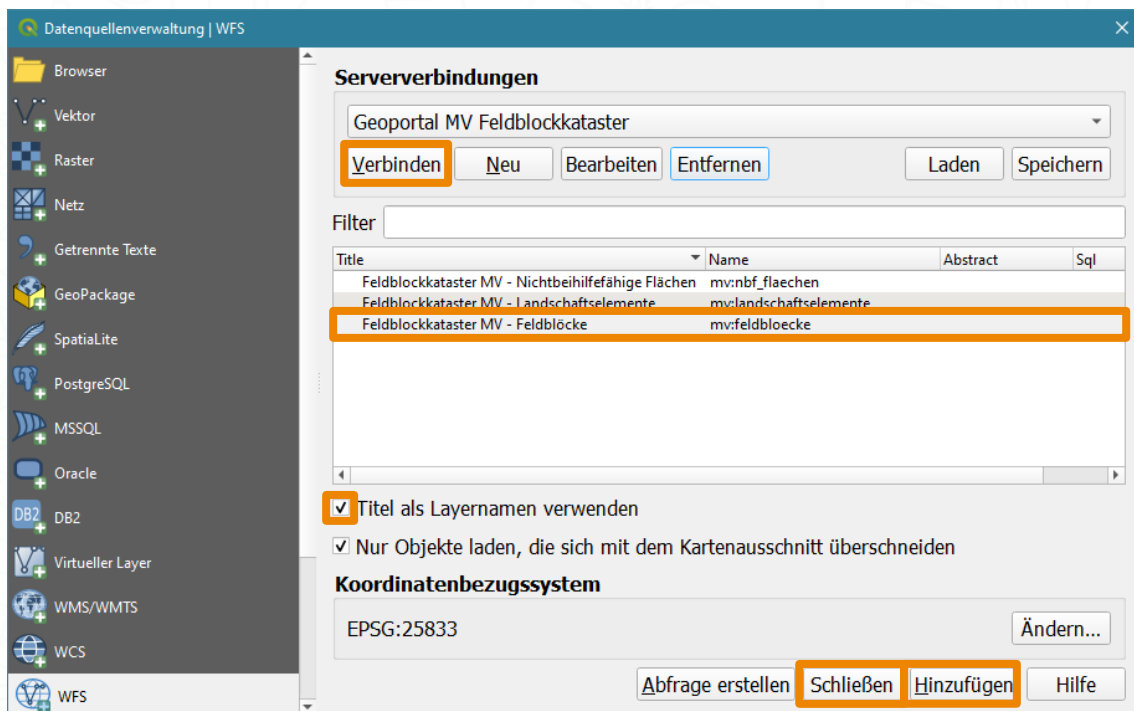 Datenquellenverwaltung | WFS
Browser
Vektor
Raster
Netz
Getrennte Texte
GeoPackage
SpatiaLite
PostgreSQL
MSSQL
Oracle
DB2 DB2
Virtueller Layer
WMS/WMTS
WCS
WFS
Serververbindungen
Geoportal MV Feldblockkataster
Verbinden Neu Bearbeiten Entfernen Laden Speichern
Filter
Title Name Abstract Sql
Feldblockkataster MV - Nichtbeihilfefähige Flächen mv:nbf_flaechen
Feldblockkataster MV - Landschaftselemente mv:landschaftselemente
Feldblockkataster MV - Feldblöcke mv:feldbloecke
Titel als Layernamen verwenden
Nur Objekte laden, die sich mit dem Kartenausschnitt überschneiden
Koordinatenbezugssystem
EPSG:25833 Ändern...
Abfrage erstellen Schließen Hinzufügen Hilfe